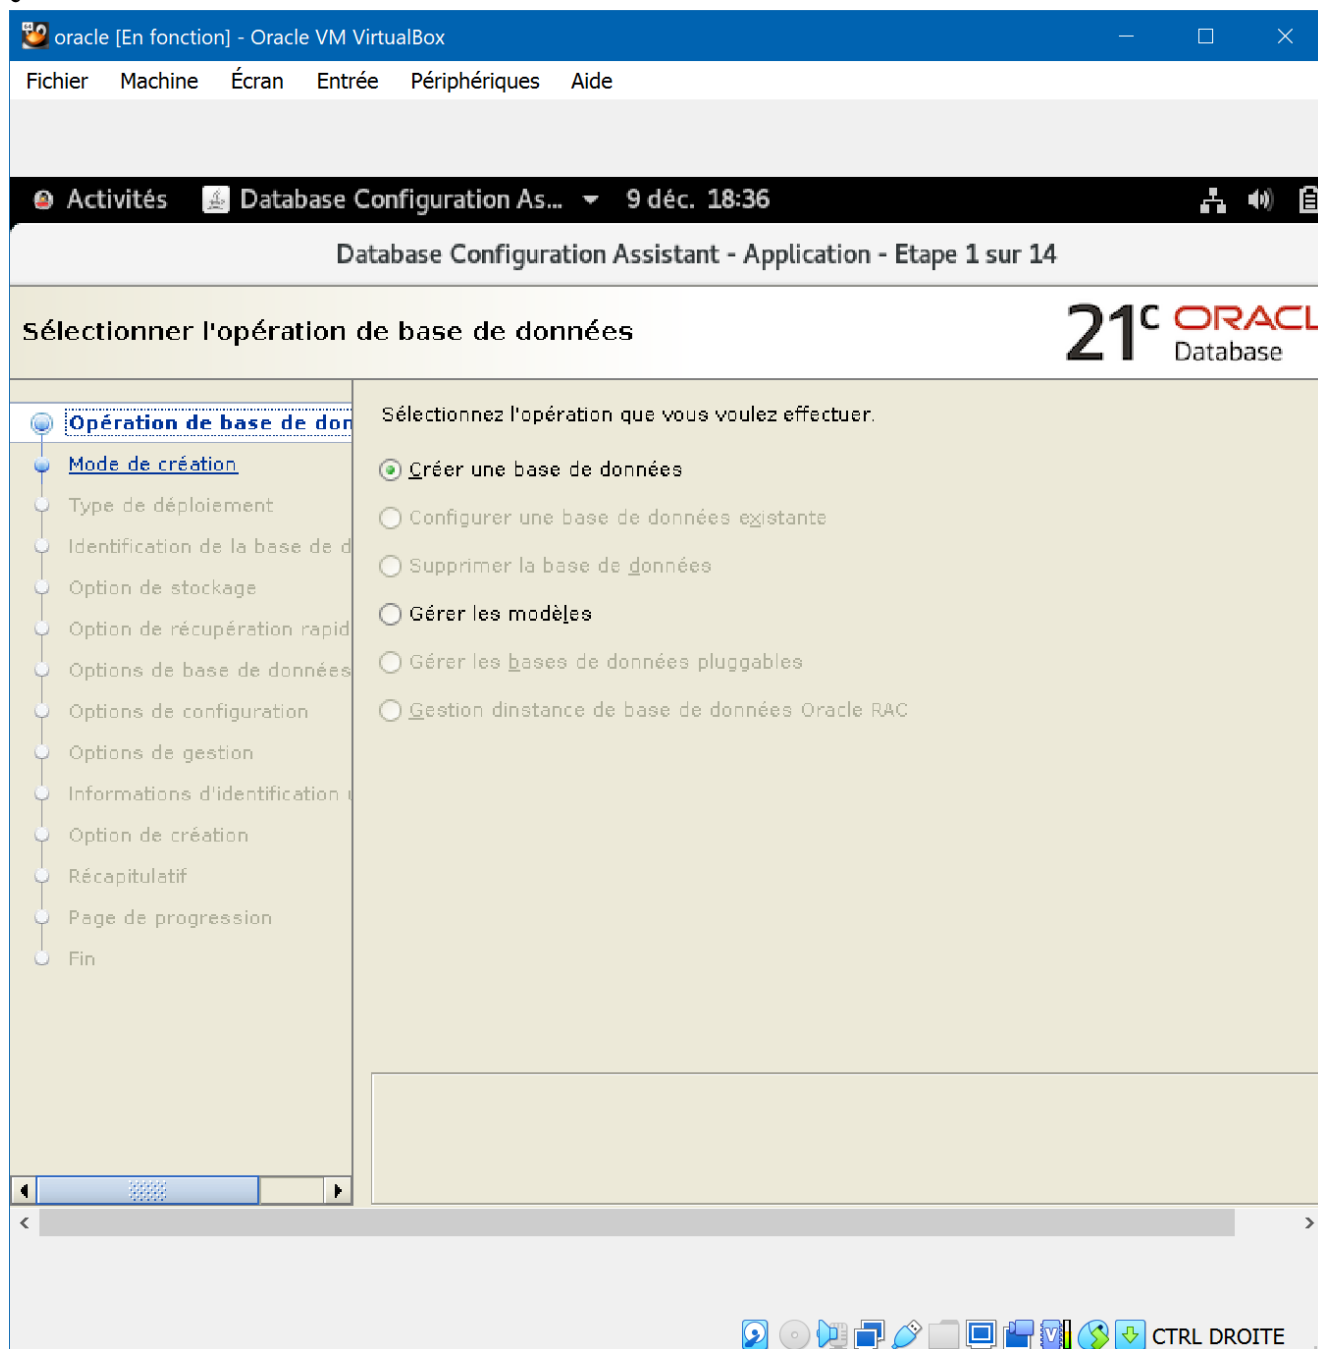 oracle [En fonction] - Oracle VM VirtualBox
Fichier Machine Écran Entrée Périphériques Aide
Activités Database Configuration As... 9 déc. 18:36
Database Configuration Assistant - Application - Etape 1 sur 14
Sélectionner l'opération de base de données
21c ORACL
Database
Opération de base de don
Mode de création
Type de déploiement
Identification de la base de d
Option de stockage
Option de récupération rapid
Options de base de données
Options de configuration
Options de gestion
Informations d'identification
Option de création
Récapitulatif
Page de progression
Fin
Sélectionnez l'opération que vous voulez effectuer.
Créer une base de données
Configurer une base de données existante
Supprimer la base de données
Gérer les modèles
Gérer les bases de données pluggables
Gestion dinstance de base de données Oracle RAC
CTRL DROITE